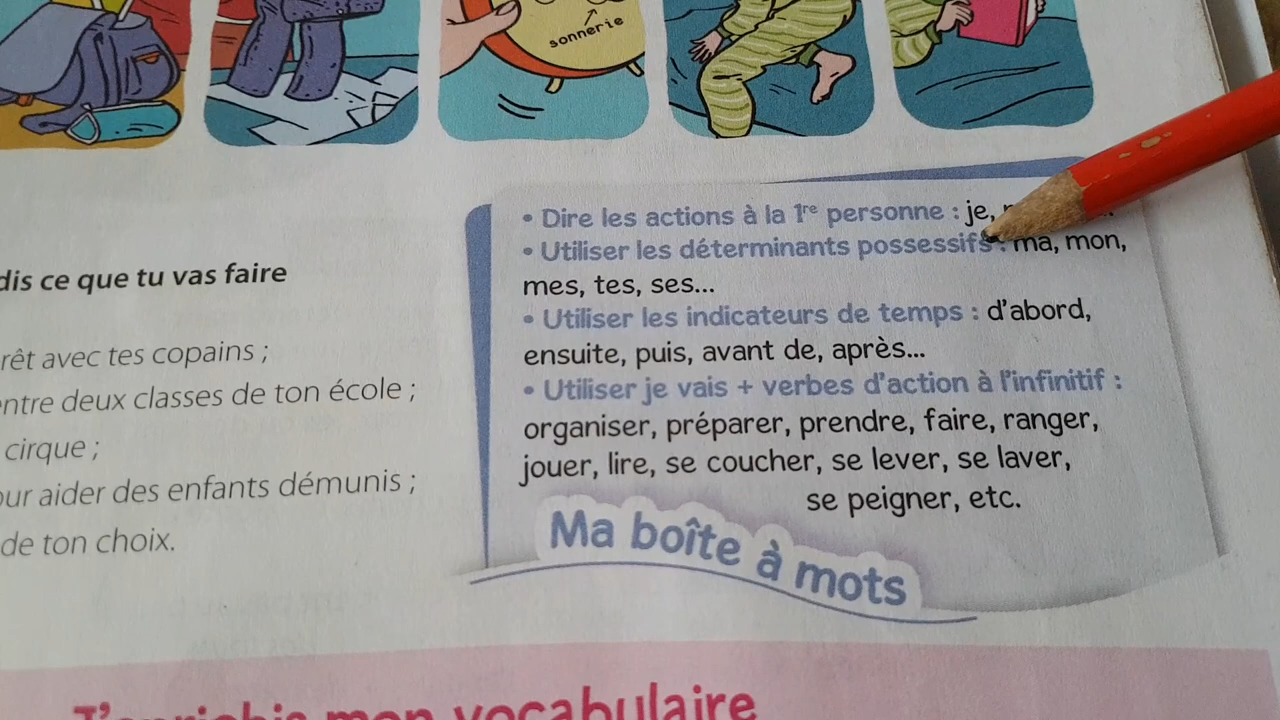 sonnerie
• Dire les actions à la 1re personne : je,
• Utiliser les déterminants possessifs : ma, mon,
mes, tes, ses...
• Utiliser les indicateurs de temps : d'abord,
ensuite, puis, avant de, après...
• Utiliser je vais + verbes d'action à l'infinitif :
organiser, préparer, prendre, faire, ranger,
jouer, lire, se coucher, se lever, se laver,
se peigner, etc.
Ma boîte à mots
dis ce que tu vas faire
avec tes copains ;
deux classes de ton école ;
cirque ;
aider des enfants démunis ;
de ton choix.
J'enrichis mon vocabulaire